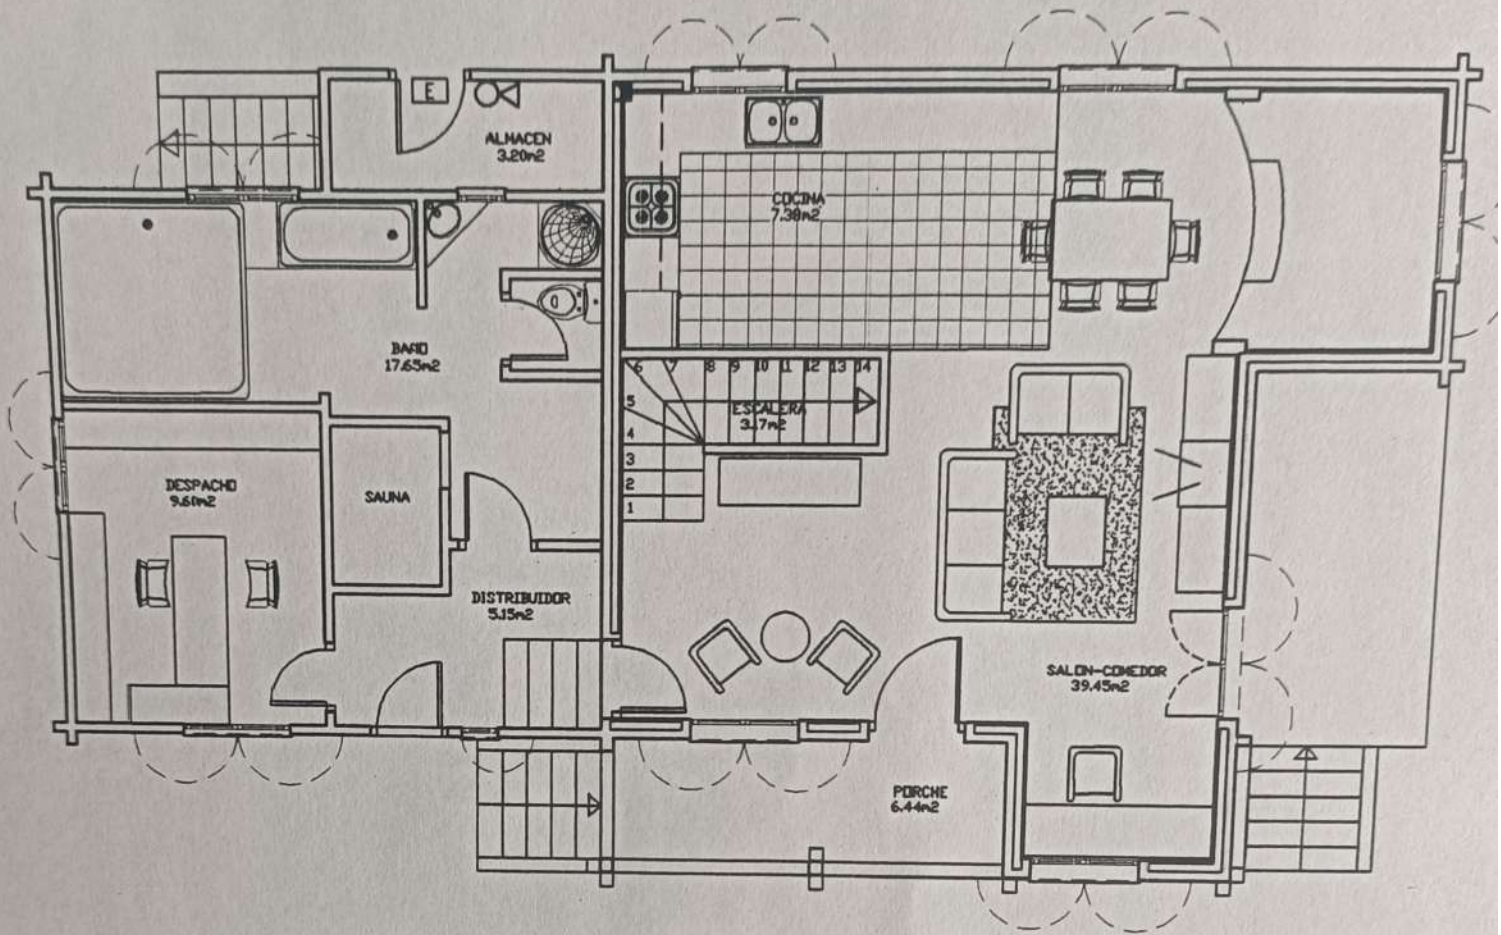 E
ALMACEN
3.20m2
COCINA
7.38m2
BAÑO
17.65m2
6
7
8
9
10
11
12
13
14
5
ESCALERA
3.17m2
4
3
2
1
DESPACHO
9.61m2
SAUNA
DISTRIBUIDOR
5.15m2
SALON-COMEDOR
39.45m2
PORCHE
6.44m2